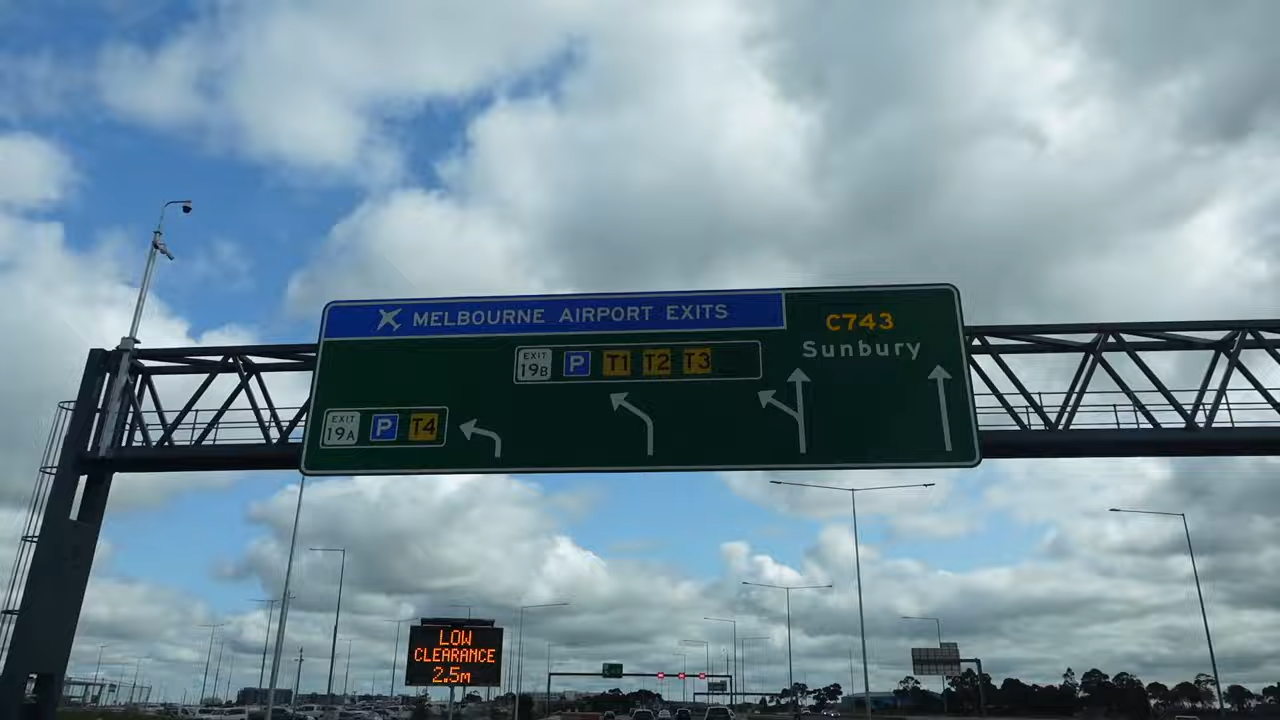 MELBOURNE AIRPORT EXITS
C743
Sunbury
EXIT 19B P T1 T2 T3
EXIT 19A P T4
LOW
CLEARANCE
2.5m